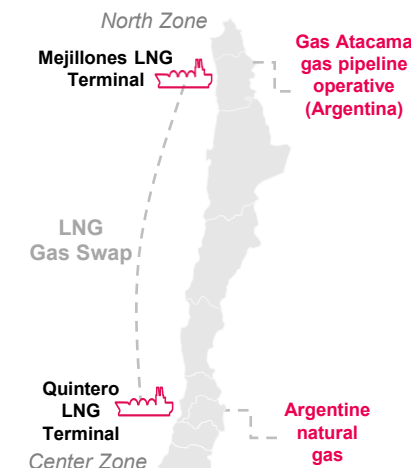 North Zone
Mejillones LNG
Terminal
Gas Atacama
gas pipeline
operative
(Argentina)
LNG
Gas Swap
Quintero
LNG
Terminal
Argentine
natural
gas
Center Zone